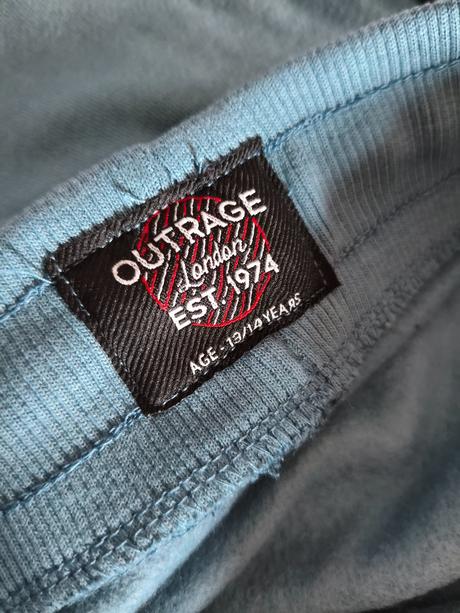 OUTRAGE
London
EST. 1974
AGE - 13/14 YEARS